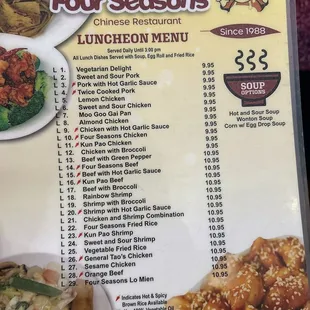 Four Seasons
Chinese Restaurant
Since 1988
LUNCHEON MENU
Served Daily Until 3:00 pm
All Lunch Dishes Served with Soup, Egg Roll and Fried Rice
L 1. Vegetarian Delight 9.95
L 2. Sweet and Sour Pork 9.95
L 3. Pork with Hot Garlic Sauce 9.95
L 4. Twice Cooked Pork 9.95
L 5. Lemon Chicken 9.95
L 6. Sweet and Sour Chicken 9.95
L 7. Moo Goo Gai Pan 9.95
L 8. Almond Chicken 9.95
L 9. Chicken with Hot Garlic Sauce 9.95
L 10. Four Seasons Chicken 9.95
L 11. Kun Pao Chicken 9.95
L 12. Chicken with Broccoli 9.95
L 13. Beef with Green Pepper 10.95
L 14. Four Seasons Beef 10.95
L 15. Beef with Hot Garlic Sauce 10.95
L 16. Kun Pao Beef 10.95
L 17. Beef with Broccoli 10.95
L 18. Rainbow Shrimp 10.95
L 19. Shrimp with Broccoli 10.95
L 20. Shrimp with Hot Garlic Sauce 10.95
L 21. Chicken and Shrimp Combination 10.95
L 22. Four Seasons Fried Rice 10.95
L 23. Kun Pao Shrimp 10.95
L 24. Sweet and Sour Shrimp 10.95
L 25. Vegetable Fried Rice 10.95
L 26. General Tao's Chicken 10.95
L 27. Sesame Chicken 10.95
L 28. Orange Beef 10.95
L 29. Four Seasons Lo Mien 10.95
SOUP
OPTIONS
Hot and Sour Soup
Wonton Soup
Corn w/ Egg Drop Soup
Indicates Hot & Spicy
Brown Rice Available
Vegetable Oil